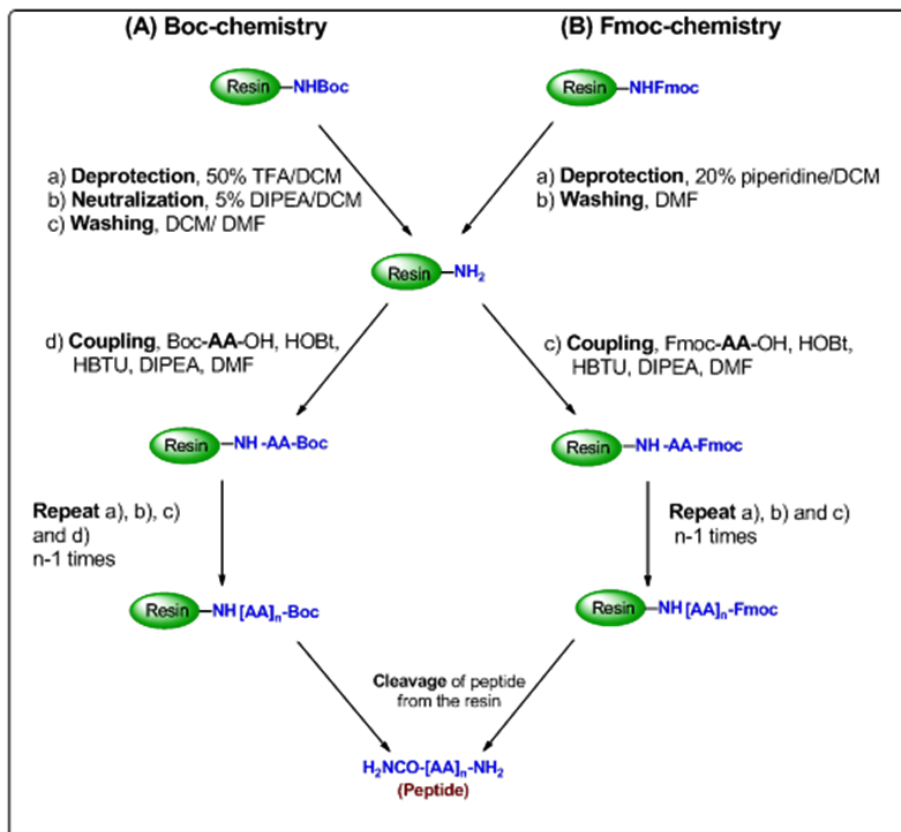 (A) Boc-chemistry
(B) Fmoc-chemistry
Resin –NHBoc
Resin –NHFmoc
a) Deprotection, 50% TFA/DCM
b) Neutralization, 5% DIPEA/DCM
c) Washing, DCM/ DMF
a) Deprotection, 20% piperidine/DCM
b) Washing, DMF
Resin –NH₂
d) Coupling, Boc-AA-OH, HOBt,
HBTU, DIPEA, DMF
c) Coupling, Fmoc-AA-OH, HOBt,
HBTU, DIPEA, DMF
Resin –NH -AA-Boc
Resin –NH -AA-Fmoc
Repeat a), b), c)
and d)
n-1 times
Repeat a), b) and c)
n-1 times
Resin –NH [AA]ₙ-Boc
Resin –NH [AA]ₙ-Fmoc
Cleavage of peptide
from the resin
H₂NCO-[AA]ₙ-NH₂
(Peptide)